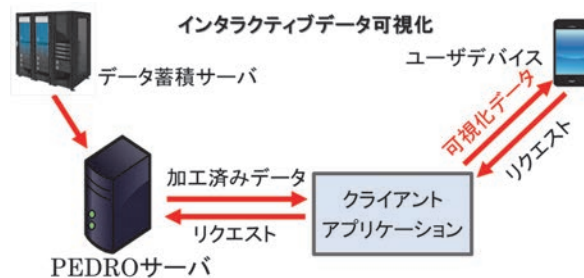 インタラクティブデータ可視化
データ蓄積サーバ
ユーザデバイス
可視化データ
リクエスト
加工済みデータ
リクエスト
クライアント
アプリケーション
PEDROサーバ